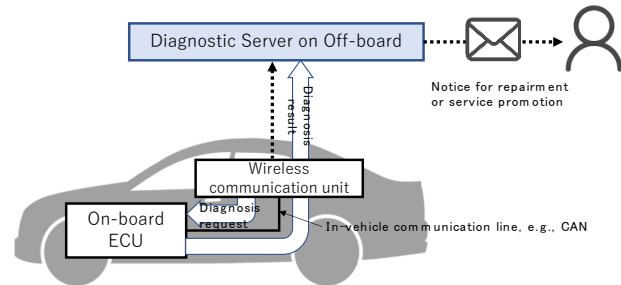 Diagnostic Server on Off-board
Notice for repairment
or service promotion
Diagnosis
result
Wireless
communication unit
Diagnosis
request
On-board
ECU
In-vehicle communication line, e.g., CAN